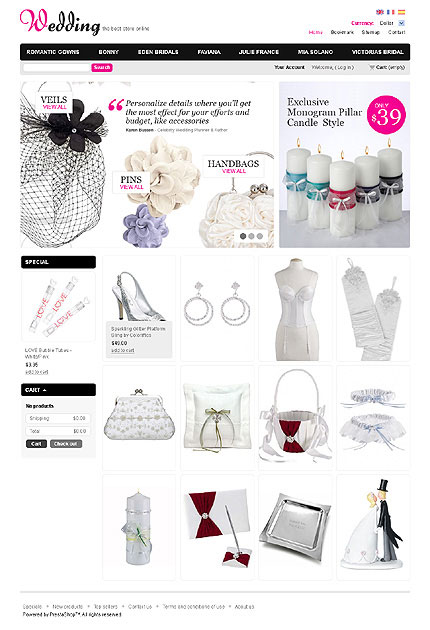 Wedding the best store online
Currency: Dollar
Home Bookmark Sitemap Contact
ROMANTIC GOWNS BONNY EDEN BRIDALS FAVIANA JULIE FRANCE MIA SOLANO VICTORIAS BRIDAL
Search Your Account Welcome, ( Log in ) Cart (empty)
VEILS
VIEW ALL
“ Personalize details where you'll get
the most effect for your efforts and
budget, like accessories
Karen Bussen - Celebrity Wedding Planner & Author
PINS
VIEW ALL
HANDBAGS
VIEW ALL
Exclusive
Monogram Pillar
Candle Style
ONLY
$39
SPECIAL
LOVE
LOVE
LOVE
LOVE Bubble Tubes -
White/Pink
add to cart
Sparkling Glitter Platform
Sling by Colorifics
$49.00
add to cart
CART
No products
Shipping $0.00
Total $0.00
Cart Check out
Specials New products Top sellers Contact us Terms and conditions of use About us
Powered by PrestaShop™. All rights reserved